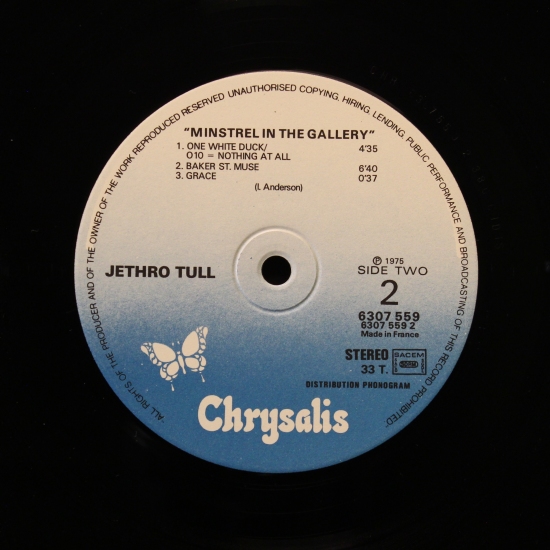 "ALL RIGHTS OF THE PRODUCER AND OF THE OWNER OF THE WORK REPRODUCED RESERVED UNAUTHORISED COPYING, HIRING, LENDING, PUBLIC PERFORMANCE AND BROADCASTING OF THIS RECORD PROHIBITED"
"MINSTREL IN THE GALLERY"
1. ONE WHITE DUCK/ 4'35
O10 = NOTHING AT ALL
2. BAKER ST. MUSE 6'40
3. GRACE 0'37
(I. Anderson)
JETHRO TULL
℗ 1975
SIDE TWO
2
6307 559
6307 559 2
Made in France
STEREO
33 T.
SACEM
DISTRIBUTION PHONOGRAM
Chrysalis